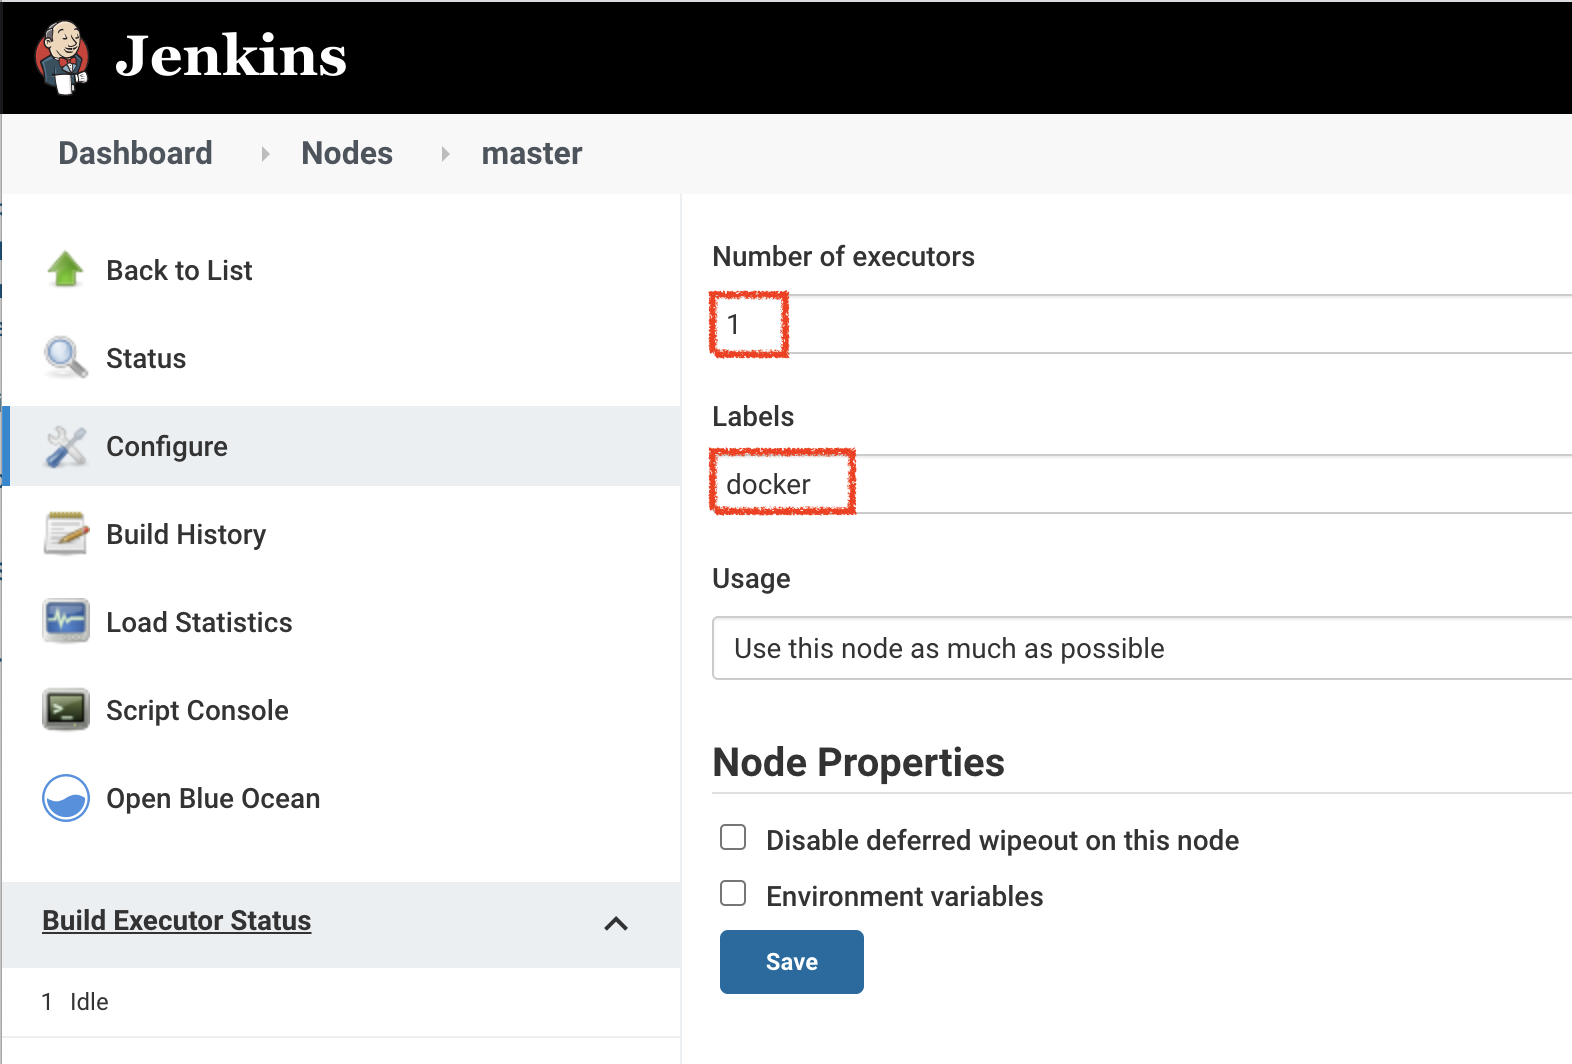 Jenkins
Dashboard Nodes master
Back to List
Status
Configure
Build History
Load Statistics
Script Console
Open Blue Ocean
Build Executor Status
1 Idle
Number of executors
1
Labels
docker
Usage
Use this node as much as possible
Node Properties
Disable deferred wipeout on this node
Environment variables
Save